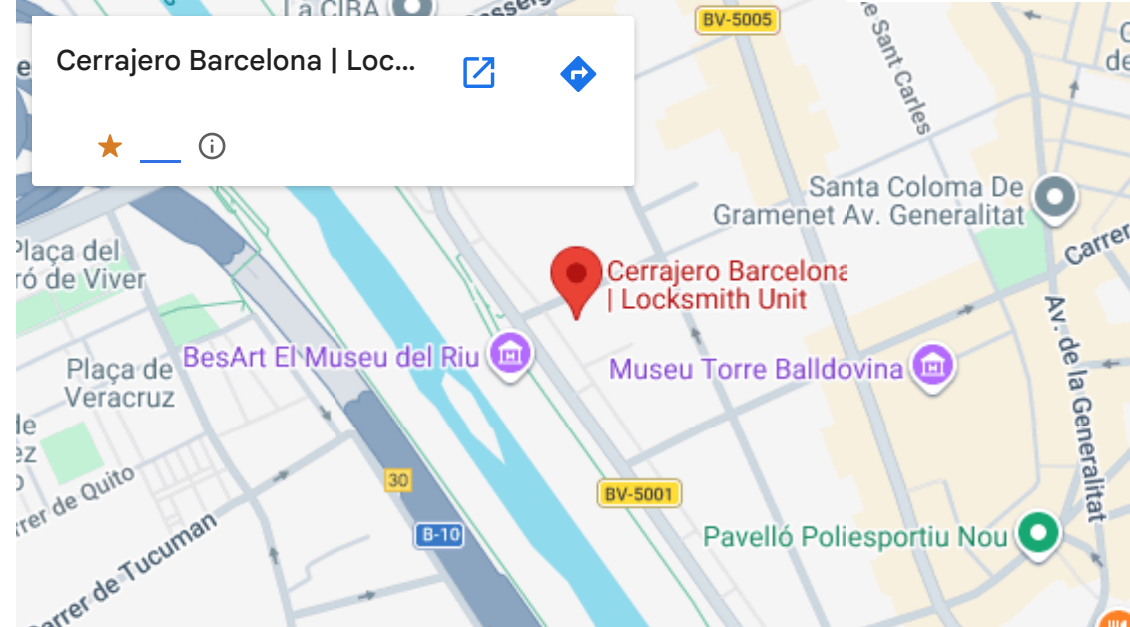 La CIBA
BV-5005
Cerrajero Barcelona | Loc...
Sant Carles
Santa Coloma De
Gramenet Av. Generalitat
Carrer
Plaça del
ró de Viver
Cerrajero Barcelona
| Locksmith Unit
BesArt El Museu del Riu
Museu Torre Balldovina
Plaça de
Veracruz
Av. de la Generalitat
30
BV-5001
B-10
rrer de Quito
Carrer de Tucuman
Pavelló Poliesportiu Nou